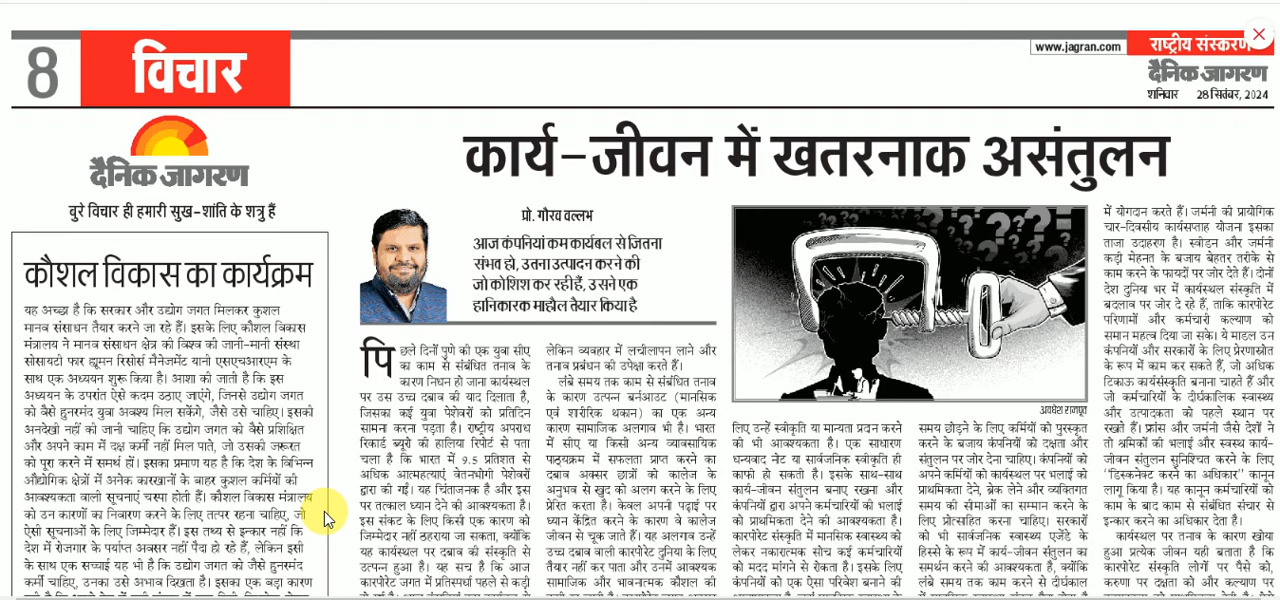 8
विचार
www.jagran.com
राष्ट्रीय संस्करण
दैनिक जागरण
शनिवार 28 सितंबर, 2024
दैनिक जागरण
बुरे विचार ही हमारी सुख-शांति के शत्रु हैं
कौशल विकास का कार्यक्रम
यह अच्छा है कि सरकार और उद्योग जगत मिलकर कुशल
मानव संसाधन तैयार करने जा रहे हैं। इसके लिए कौशल विकास
मंत्रालय ने मानव संसाधन क्षेत्र की विश्व की जानी-मानी संस्था
सोसायटी फार ह्यूमन रिसोर्स मैनेजमेंट यानी एसएचआरएम के
साथ एक अध्ययन शुरू किया है। आशा की जाती है कि इस
अध्ययन के उपरांत ऐसे कदम उठाए जाएंगे, जिनसे उद्योग जगत
को वैसे हुनरमंद युवा अवश्य मिल सकेंगे, जैसे उसे चाहिए। इसकी
अनदेखी नहीं की जानी चाहिए कि उद्योग जगत को वैसे प्रशिक्षित
और अपने काम में दक्ष कर्मी नहीं मिल पाते, जो उसकी जरूरत
को पूरा करने में समर्थ हों। इसका प्रमाण यह है कि देश के विभिन्न
औद्योगिक क्षेत्रों में अनेक कारखानों के बाहर कुशल कर्मियों की
आवश्यकता वाली सूचनाएं चस्पा होती हैं। कौशल विकास मंत्रालय
को उन कारणों का निवारण करने के लिए तत्पर रहना चाहिए, जो
ऐसी सूचनाओं के लिए जिम्मेदार हैं। इस तथ्य से इन्कार नहीं कि
देश में रोजगार के पर्याप्त अवसर नहीं पैदा हो रहे हैं, लेकिन इसी
के साथ एक सच्चाई यह भी है कि उद्योग जगत को जैसे हुनरमंद
कर्मी चाहिए, उनका उसे अभाव दिखता है। इसका एक बड़ा कारण
कार्य-जीवन में खतरनाक असंतुलन
प्रो. गौरव वल्लभ
आज कंपनियां कम कार्यबल से जितना
संभव हो, उतना उत्पादन करने की
जो कोशिश कर रही हैं, उसने एक
हानिकारक माहौल तैयार किया है
पिछले दिनों पुणे की एक युवा सीए
का काम से संबंधित तनाव के
कारण निधन हो जाना कार्यस्थल
पर उस उच्च दबाव की याद दिलाता है,
जिसका कई युवा पेशेवरों को प्रतिदिन
सामना करना पड़ता है। राष्ट्रीय अपराध
रिकार्ड ब्यूरो की हालिया रिपोर्ट से पता
चला है कि भारत में 9.5 प्रतिशत से
अधिक आत्महत्याएं वेतनभोगी पेशेवरों
द्वारा की गईं। यह चिंताजनक है और इस
पर तत्काल ध्यान देने की आवश्यकता है।
इस संकट के लिए किसी एक कारण को
जिम्मेदार नहीं ठहराया जा सकता, क्योंकि
यह कार्यस्थल पर दबाव की संस्कृति से
उत्पन्न हुआ है। यह सच है कि आज
कारपोरेट जगत में प्रतिस्पर्धा पहले से कड़ी
लेकिन व्यवहार में लचीलापन लाने और
तनाव प्रबंधन की उपेक्षा करते हैं।
लंबे समय तक काम से संबंधित तनाव
के कारण उत्पन्न बर्नआउट (मानसिक
एवं शारीरिक थकान) का एक अन्य
कारण सामाजिक अलगाव भी है। भारत
में सीए या किसी अन्य व्यावसायिक
पाठ्यक्रम में सफलता प्राप्त करने का
दबाव अक्सर छात्रों को कालेज के
अनुभव से खुद को अलग करने के लिए
प्रेरित करता है। केवल अपनी पढ़ाई पर
ध्यान केंद्रित करने के कारण वे कालेज
जीवन से चूक जाते हैं। यह अलगाव उन्हें
उच्च दबाव वाली कारपोरेट दुनिया के लिए
तैयार नहीं कर पाता और उनमें आवश्यक
सामाजिक और भावनात्मक कौशल की
अवधेश राजपूत
लिए उन्हें स्वीकृति या मान्यता प्रदान करने
की भी आवश्यकता है। एक साधारण
धन्यवाद नोट या सार्वजनिक स्वीकृति ही
काफी हो सकती है। इसके साथ-साथ
कार्य-जीवन संतुलन बनाए रखना और
कंपनियों द्वारा अपने कर्मचारियों की भलाई
को प्राथमिकता देने की आवश्यकता है।
कारपोरेट संस्कृति में मानसिक स्वास्थ्य को
लेकर नकारात्मक सोच कई कर्मचारियों
को मदद मांगने से रोकता है। इसके लिए
कंपनियों को एक ऐसा परिवेश बनाने की
समय छोड़ने के लिए कर्मियों को पुरस्कृत
करने के बजाय कंपनियों को दक्षता और
संतुलन पर जोर देना चाहिए। कंपनियों को
अपने कर्मियों को कार्यस्थल पर भलाई को
प्राथमिकता देने, ब्रेक लेने और व्यक्तिगत
समय की सीमाओं का सम्मान करने के
लिए प्रोत्साहित करना चाहिए। सरकारों
को भी सार्वजनिक स्वास्थ्य एजेंडे के
हिस्से के रूप में कार्य-जीवन संतुलन का
समर्थन करने की आवश्यकता है, क्योंकि
लंबे समय तक काम करने से दीर्घकाल
में योगदान करते हैं। जर्मनी की प्रायोगिक
चार-दिवसीय कार्यसप्ताह योजना इसका
ताजा उदाहरण है। स्वीडन और जर्मनी
कड़ी मेहनत के बजाय बेहतर तरीके से
काम करने के फायदों पर जोर देते हैं। दोनों
देश दुनिया भर में कार्यस्थल संस्कृति में
बदलाव पर जोर दे रहे हैं, ताकि कारपोरेट
परिणामों और कर्मचारी कल्याण को
समान महत्व दिया जा सके। ये माडल उन
कंपनियों और सरकारों के लिए प्रेरणास्रोत
के रूप में काम कर सकते हैं, जो अधिक
टिकाऊ कार्यसंस्कृति बनाना चाहते हैं और
जो कर्मचारियों के दीर्घकालिक स्वास्थ्य
और उत्पादकता को पहले स्थान पर
रखते हैं। फ्रांस और जर्मनी जैसे देशों ने
तो श्रमिकों की भलाई और स्वस्थ कार्य-
जीवन संतुलन सुनिश्चित करने के लिए
"डिस्कनेक्ट करने का अधिकार" कानून
लागू किया है। यह कानून कर्मचारियों को
काम के बाद काम से संबंधित संचार से
इन्कार करने का अधिकार देता है।
कार्यस्थल पर तनाव के कारण खोया
हुआ प्रत्येक जीवन यही बताता है कि
कारपोरेट संस्कृति लोगों पर पैसे को,
करुणा पर दक्षता को और कल्याण पर